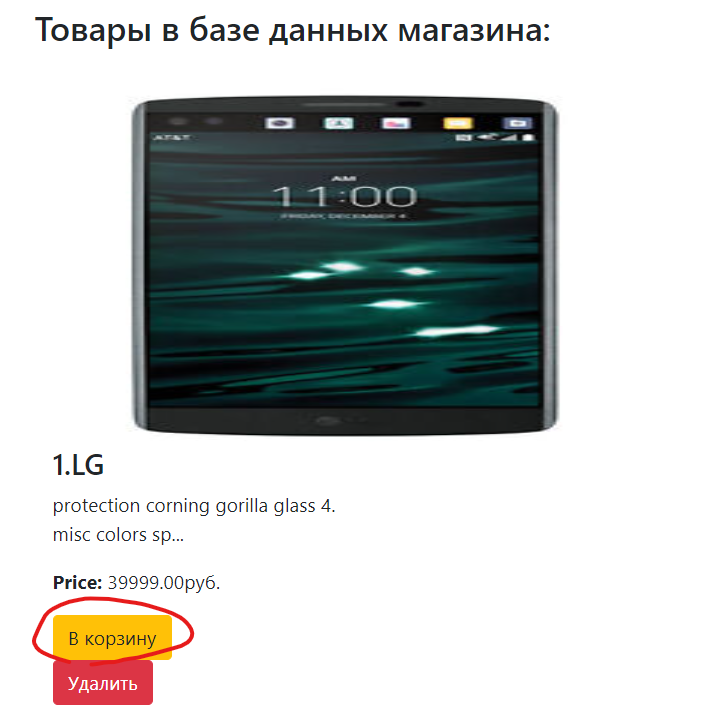 Товары в базе данных магазина:
AT&T
AM
11:00
FRIDAY, DECEMBER 4
1.LG
protection corning gorilla glass 4.
misc colors sp...
Price: 39999.00руб.
В корзину
Удалить